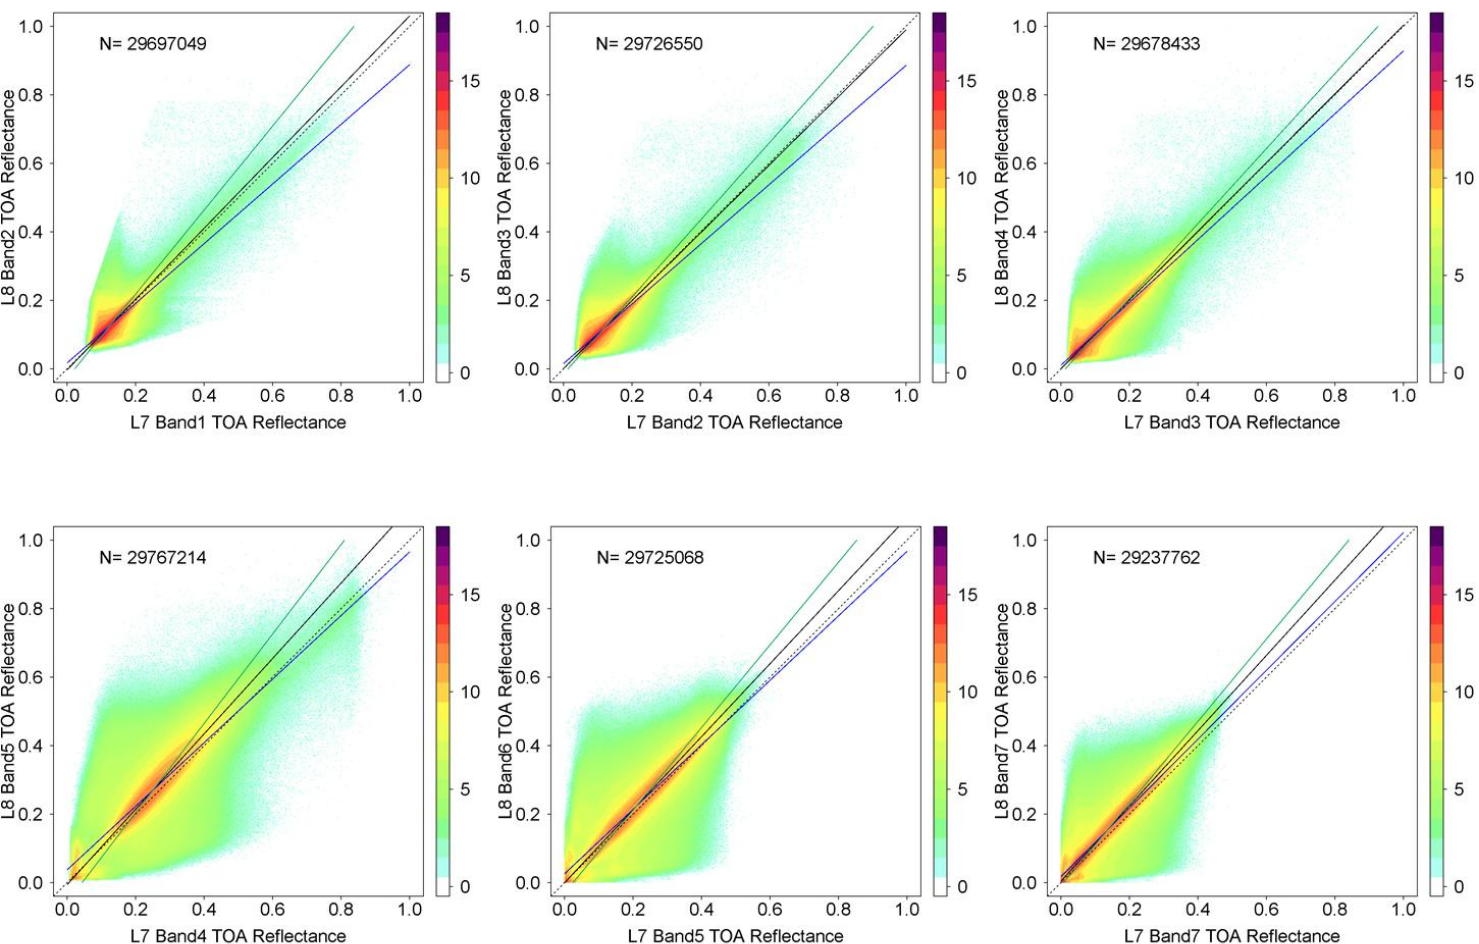 N= 29697049
L8 Band2 TOA Reflectance
1.0
0.8
0.6
0.4
0.2
0.0
0.0 0.2 0.4 0.6 0.8 1.0
L7 Band1 TOA Reflectance
15
10
5
0
N= 29726550
L8 Band3 TOA Reflectance
1.0
0.8
0.6
0.4
0.2
0.0
0.0 0.2 0.4 0.6 0.8 1.0
L7 Band2 TOA Reflectance
15
10
5
0
N= 29678433
L8 Band4 TOA Reflectance
1.0
0.8
0.6
0.4
0.2
0.0
0.0 0.2 0.4 0.6 0.8 1.0
L7 Band3 TOA Reflectance
15
10
5
0
N= 29767214
L8 Band5 TOA Reflectance
1.0
0.8
0.6
0.4
0.2
0.0
0.0 0.2 0.4 0.6 0.8 1.0
L7 Band4 TOA Reflectance
15
10
5
0
N= 29725068
L8 Band6 TOA Reflectance
1.0
0.8
0.6
0.4
0.2
0.0
0.0 0.2 0.4 0.6 0.8 1.0
L7 Band5 TOA Reflectance
15
10
5
0
N= 29237762
L8 Band7 TOA Reflectance
1.0
0.8
0.6
0.4
0.2
0.0
0.0 0.2 0.4 0.6 0.8 1.0
L7 Band7 TOA Reflectance
15
10
5
0